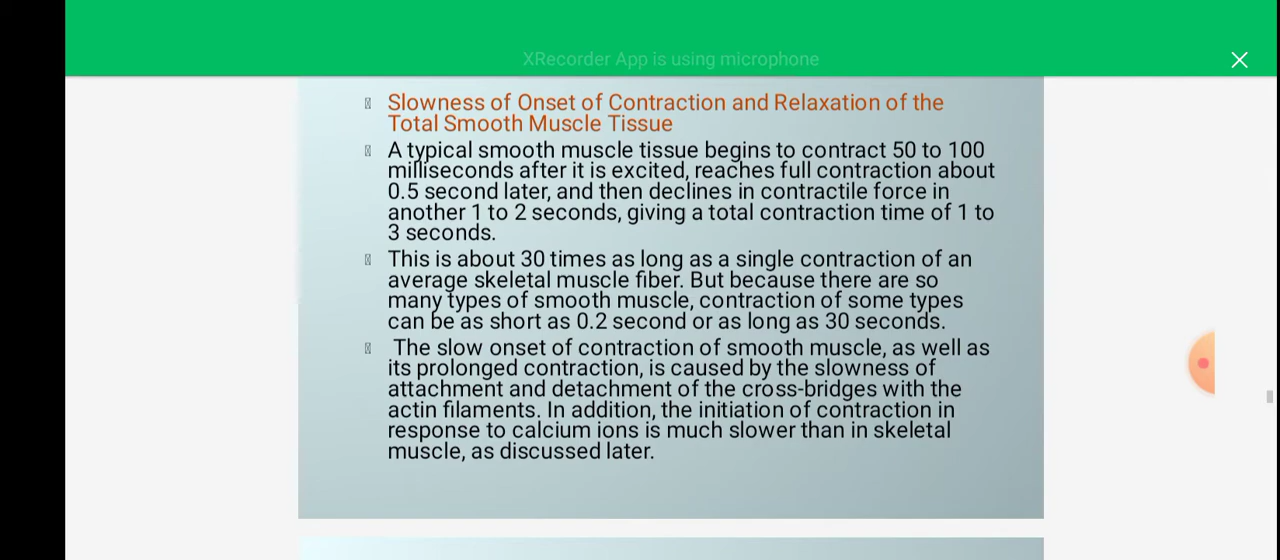 XRecorder App is using microphone
Slowness of Onset of Contraction and Relaxation of the
Total Smooth Muscle Tissue
A typical smooth muscle tissue begins to contract 50 to 100
milliseconds after it is excited, reaches full contraction about
0.5 second later, and then declines in contractile force in
another 1 to 2 seconds, giving a total contraction time of 1 to
3 seconds.
This is about 30 times as long as a single contraction of an
average skeletal muscle fiber. But because there are so
many types of smooth muscle, contraction of some types
can be as short as 0.2 second or as long as 30 seconds.
The slow onset of contraction of smooth muscle, as well as
its prolonged contraction, is caused by the slowness of
attachment and detachment of the cross-bridges with the
actin filaments. In addition, the initiation of contraction in
response to calcium ions is much slower than in skeletal
muscle, as discussed later.